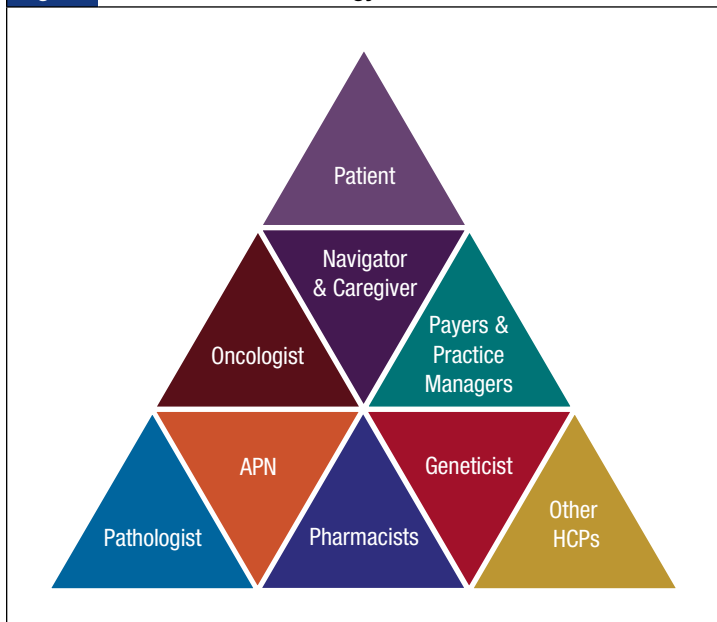 Patient
Navigator
& Caregiver
Oncologist
Payers &
Practice
Managers
Pathologist
APN
Pharmacists
Geneticist
Other
HCPs